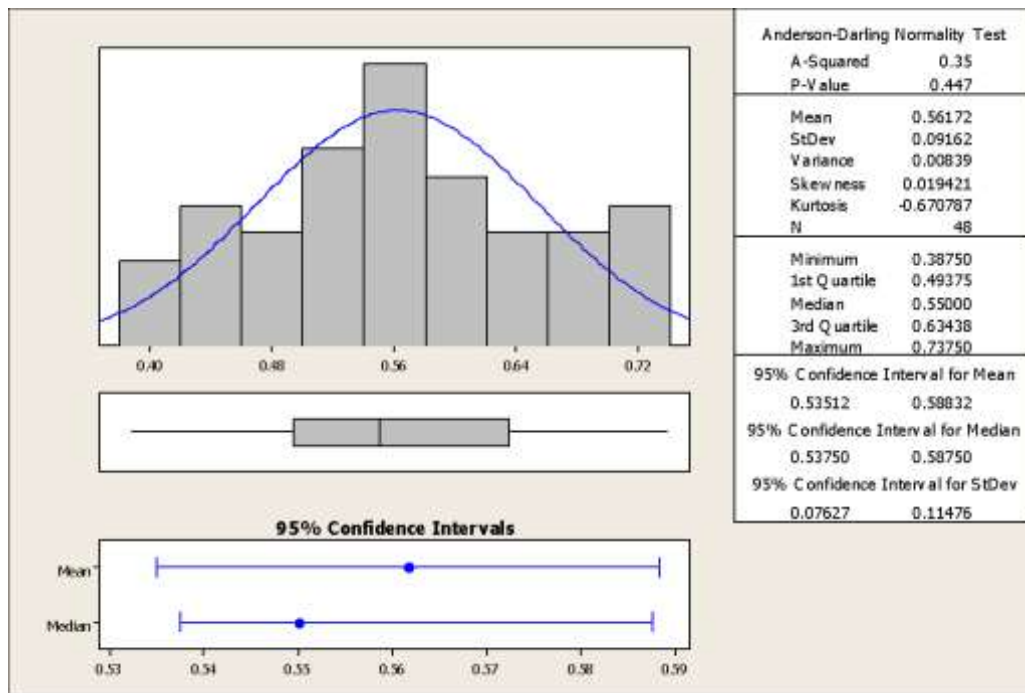 Anderson-Darling Normality Test
A-Squared 0.35
P-Value 0.447
Mean 0.56172
StDev 0.09162
Variance 0.00839
Skewness 0.019421
Kurtosis -0.670787
N 48
Minimum 0.38750
1st Quartile 0.49375
Median 0.55000
3rd Quartile 0.63438
Maximum 0.73750
95% Confidence Interval for Mean
0.53512 0.58832
95% Confidence Interval for Median
0.53750 0.58750
95% Confidence Interval for StDev
0.07627 0.11476
0.40 0.48 0.56 0.64 0.72
95% Confidence Intervals
Mean
Median
0.53 0.54 0.55 0.56 0.57 0.58 0.59